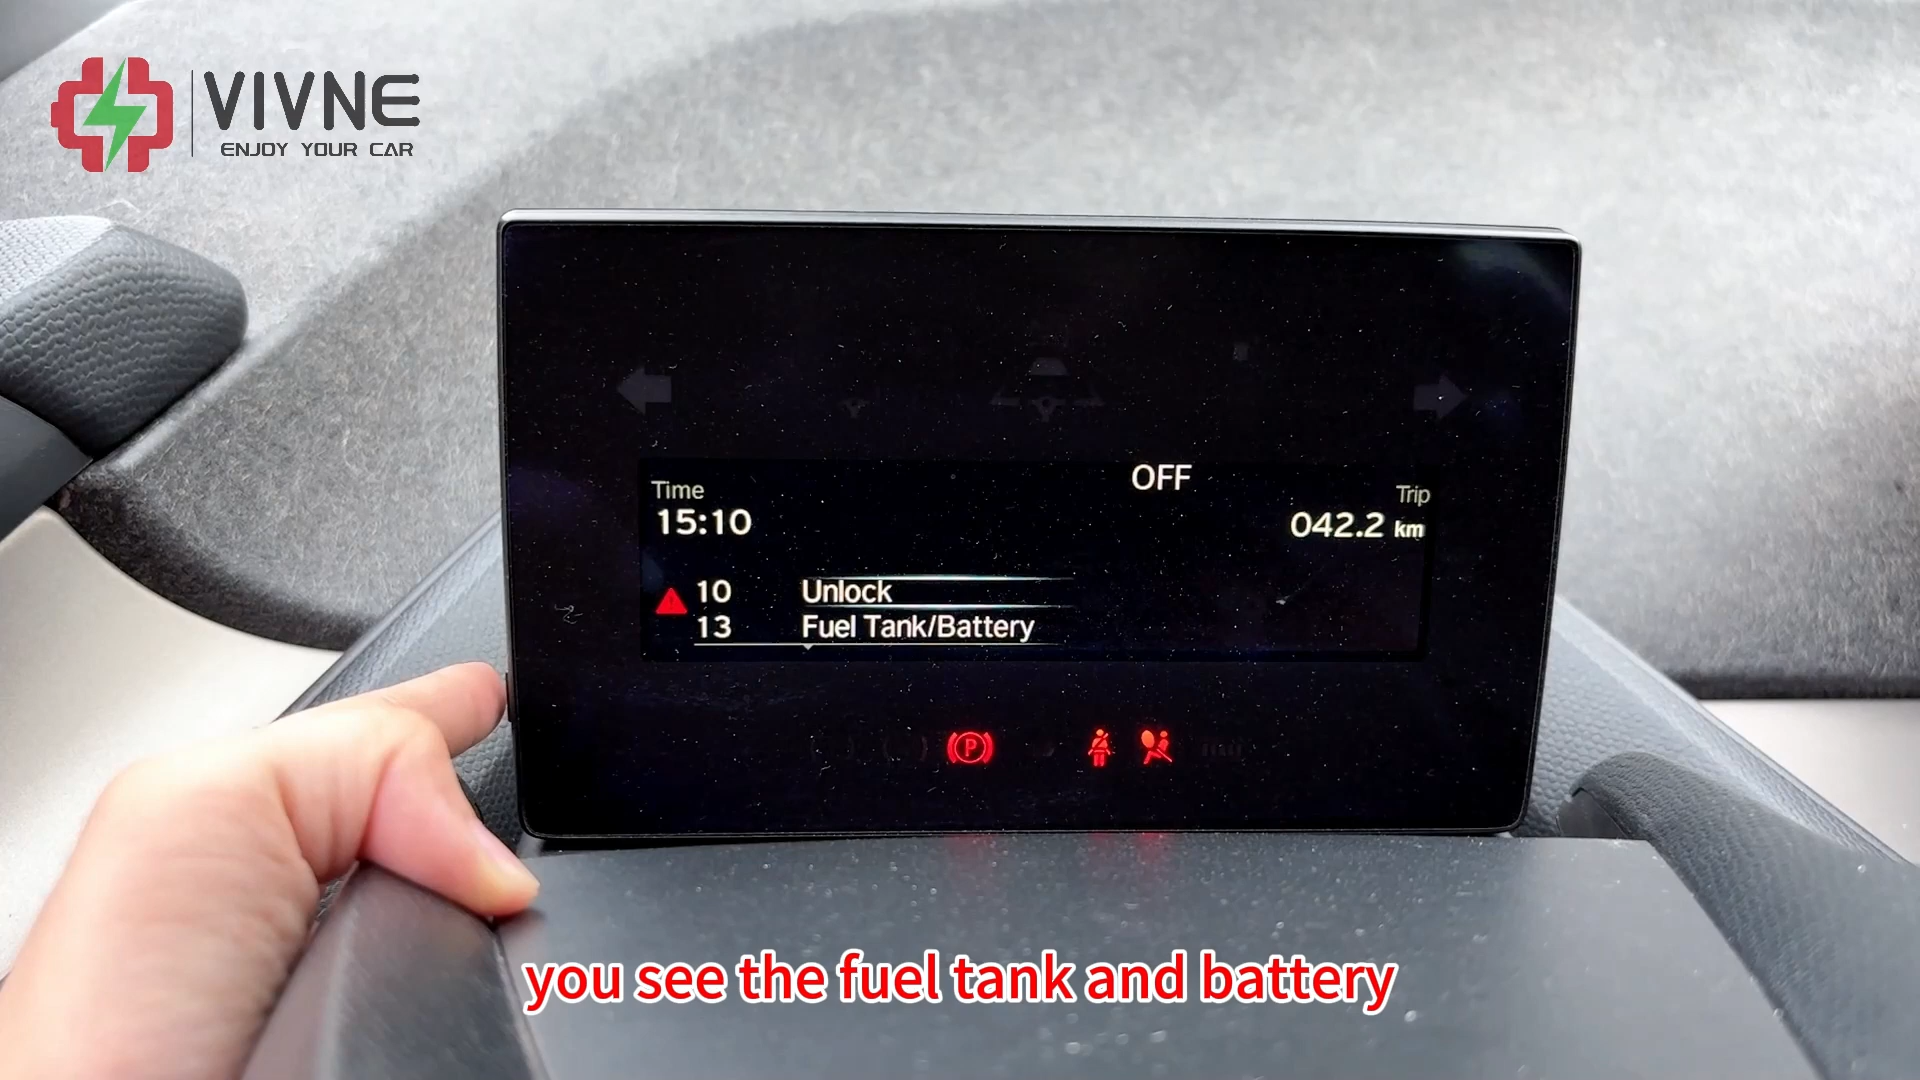 VIVNE
ENJOY YOUR CAR
OFF
Time
Trip
15:10
042.2 km
10 Unlock
13 Fuel Tank/Battery
P
you see the fuel tank and battery